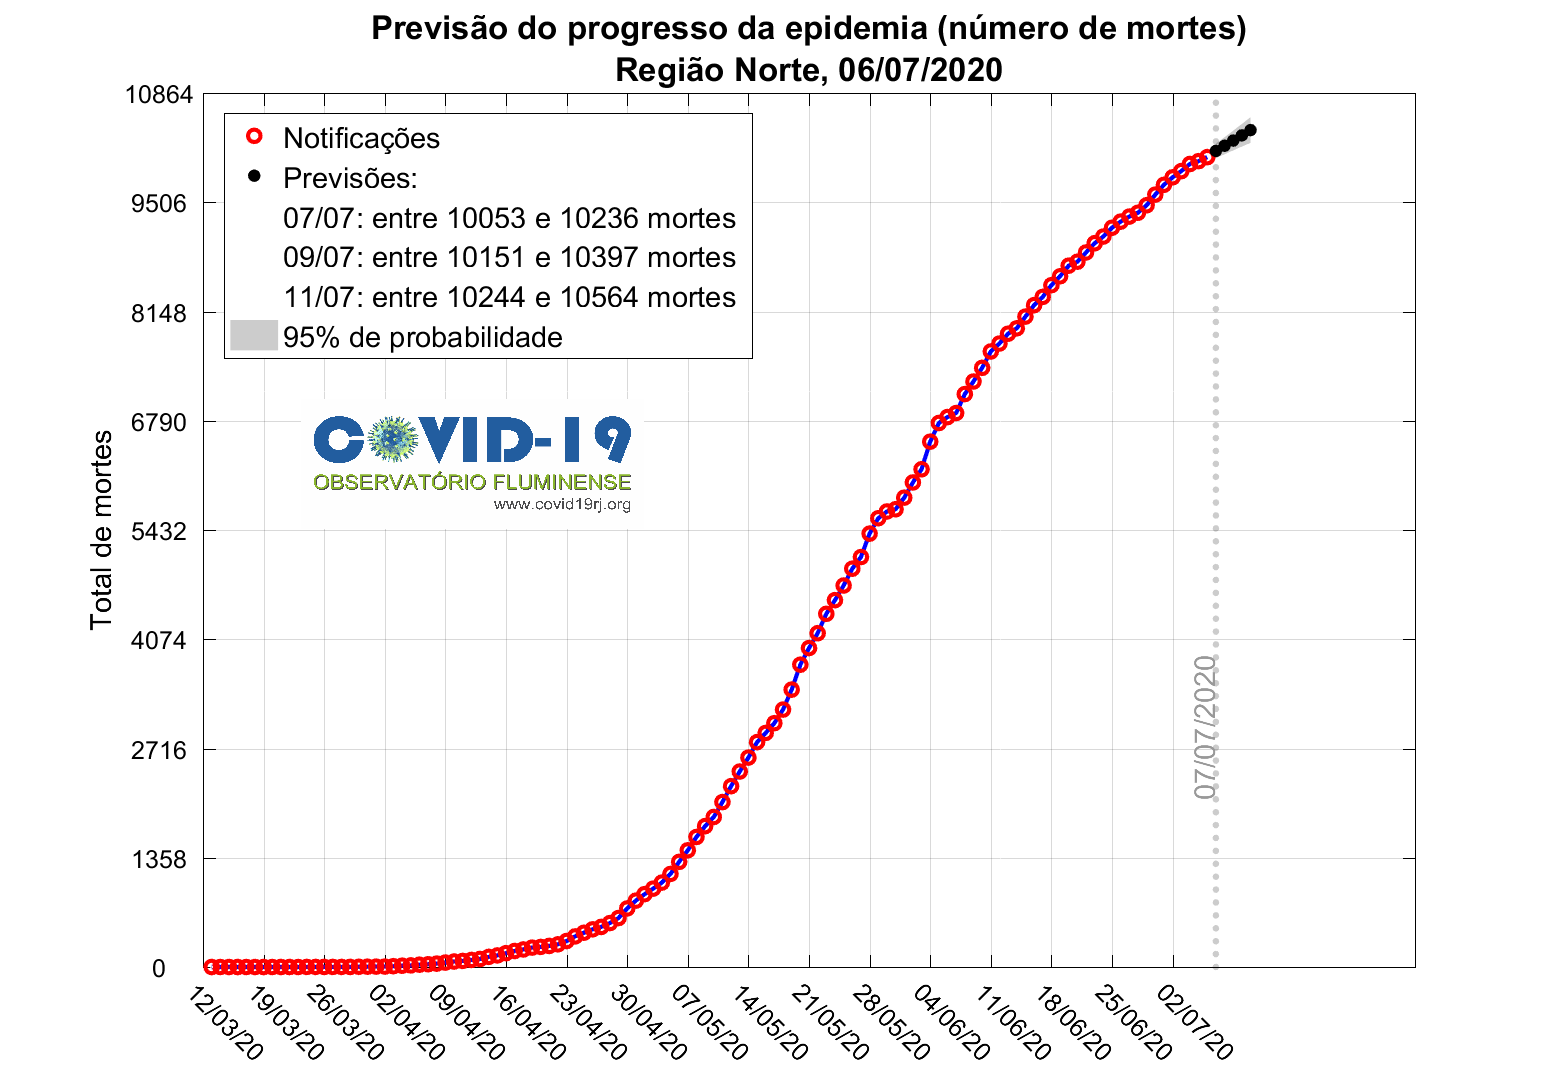 Previsão do progresso da epidemia (número de mortes)
Região Norte, 06/07/2020
10864
9506
8148
6790
5432
4074
2716
1358
0
Total de mortes
Notificações
Previsões:
07/07: entre 10053 e 10236 mortes
09/07: entre 10151 e 10397 mortes
11/07: entre 10244 e 10564 mortes
95% de probabilidade
COVID-19
OBSERVATÓRIO FLUMINENSE
www.covid19rj.org
07/07/2020
12/03/20
19/03/20
26/03/20
02/04/20
09/04/20
16/04/20
23/04/20
30/04/20
07/05/20
14/05/20
21/05/20
28/05/20
04/06/20
11/06/20
18/06/20
25/06/20
02/07/20